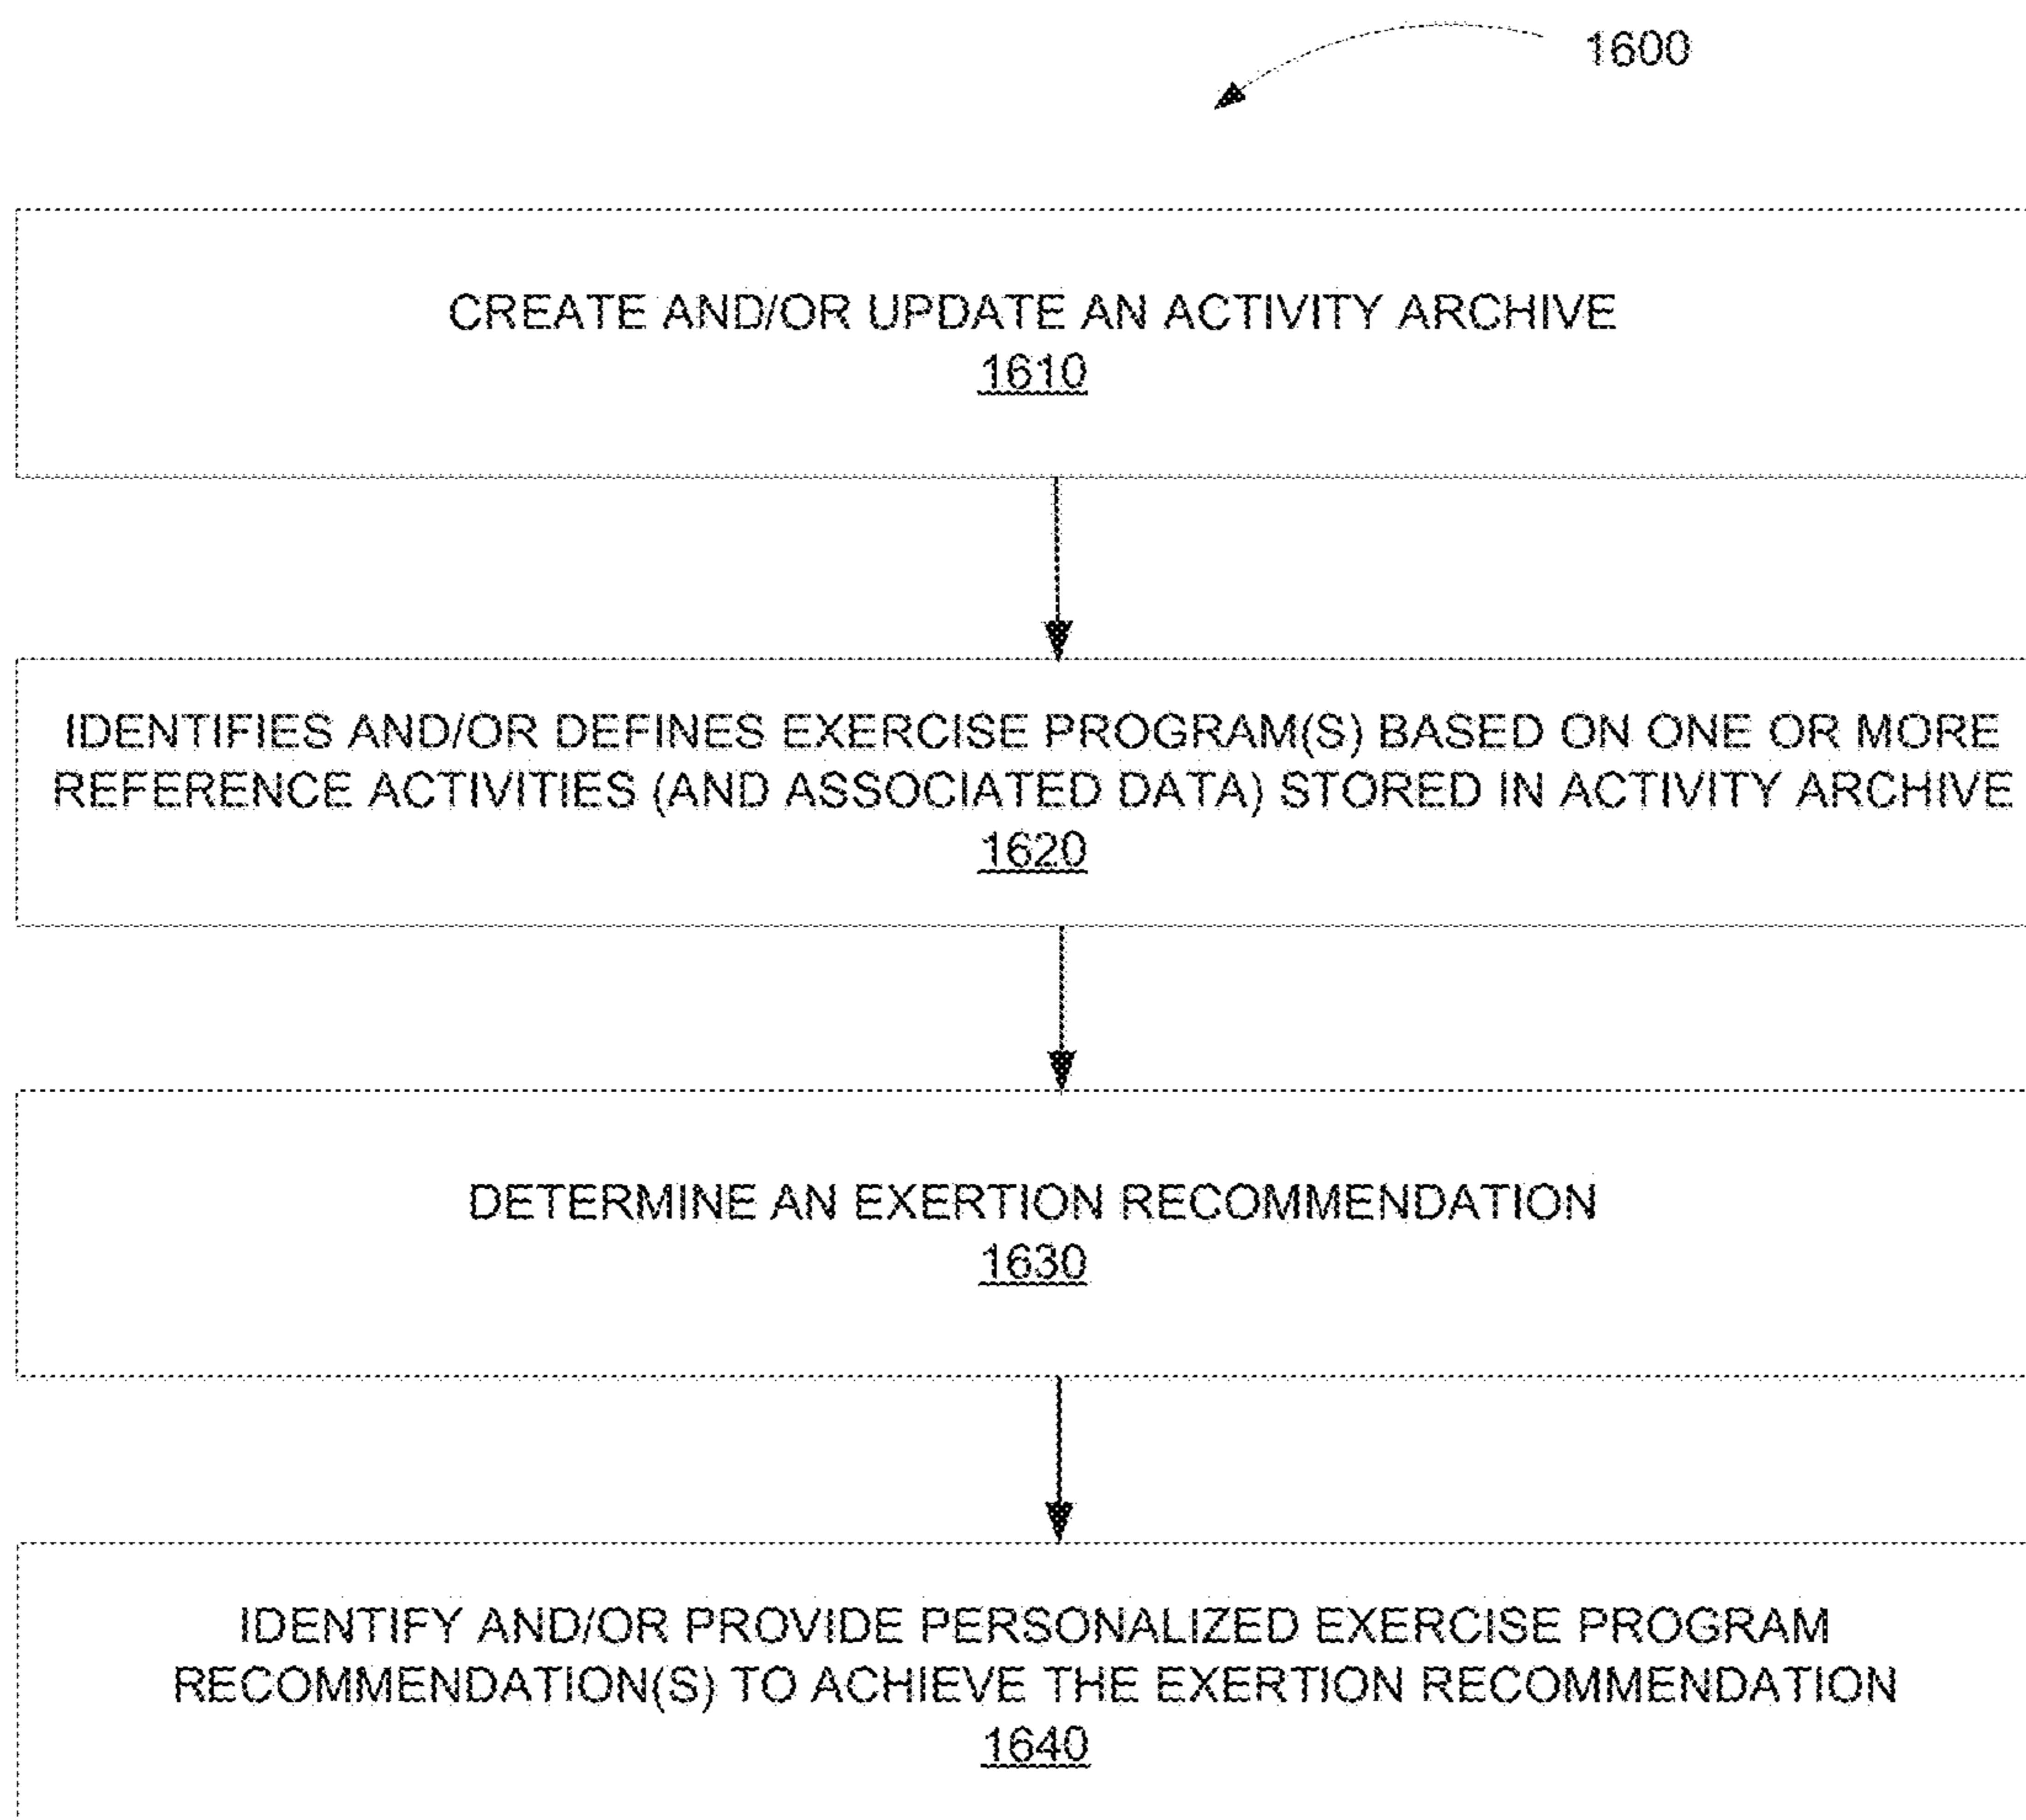 1600
CREATE AND/OR UPDATE AN ACTIVITY ARCHIVE
1610
IDENTIFIES AND/OR DEFINES EXERCISE PROGRAM(S) BASED ON ONE OR MORE
REFERENCE ACTIVITIES (AND ASSOCIATED DATA) STORED IN ACTIVITY ARCHIVE
1620
DETERMINE AN EXERTION RECOMMENDATION
1630
IDENTIFY AND/OR PROVIDE PERSONALIZED EXERCISE PROGRAM
RECOMMENDATION(S) TO ACHIEVE THE EXERTION RECOMMENDATION
1640